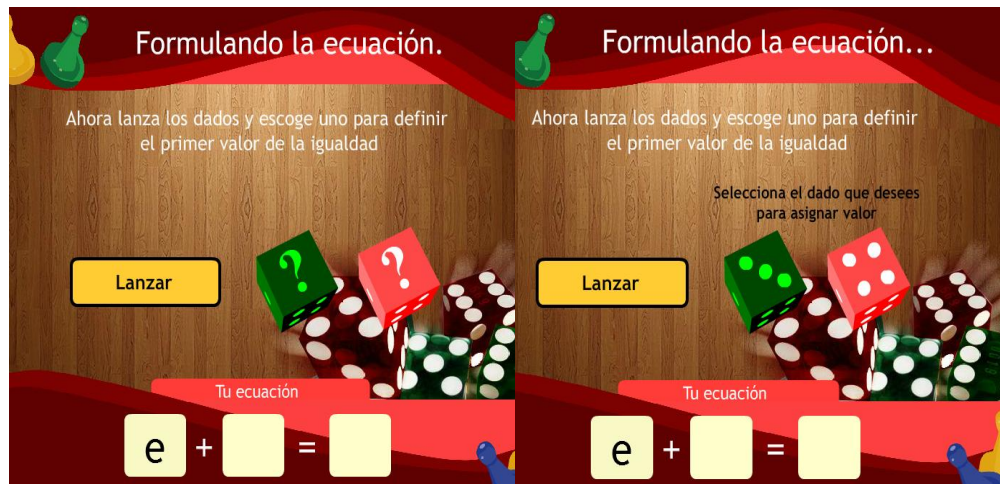 Formulando la ecuación.
Ahora lanza los dados y escoge uno para definir
el primer valor de la igualdad
? ?
Lanzar
Tu ecuación
e + =
Formulando la ecuación...
Ahora lanza los dados y escoge uno para definir
el primer valor de la igualdad
Selecciona el dado que desees
para asignar valor
Lanzar
Tu ecuación
e + =